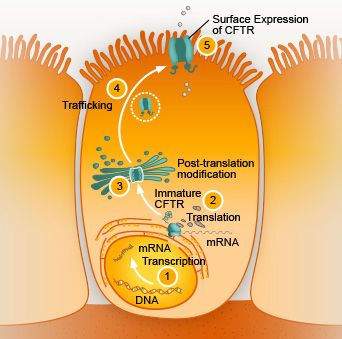 Surface Expression
of CFTR
5
4
Trafficking
Post-translation
modification
3
Immature
CFTR
2
Translation
mRNA
mRNA
Transcription
1
DNA